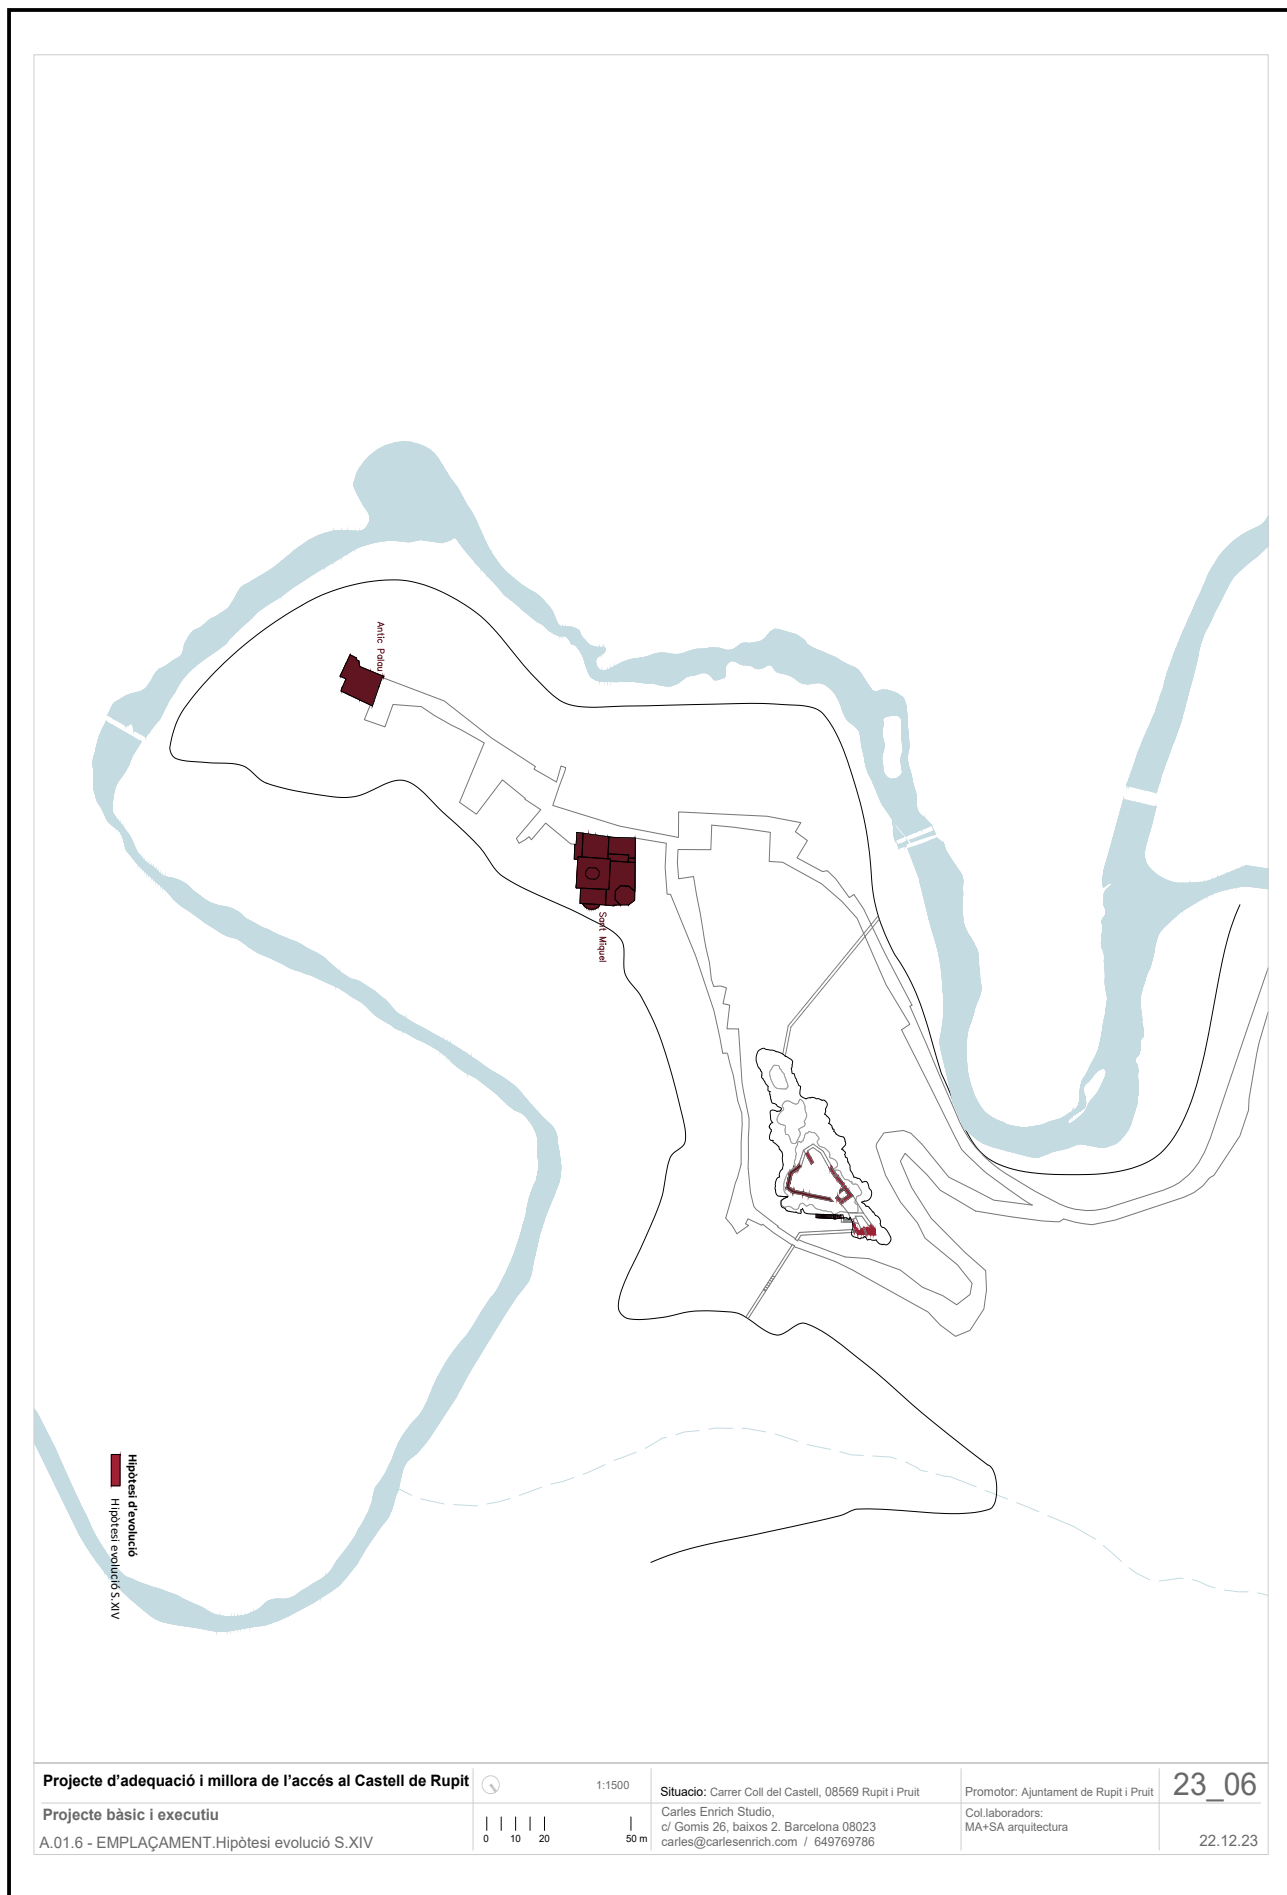 Antic Palau
Sant Miquel
Hipòtesi d'evolució
Hipòtesi evolució S.XIV
Projecte d'adequació i millora de l'accés al Castell de Rupit
Projecte bàsic i executiu
A.01.6 - EMPLAÇAMENT.Hipòtesi evolució S.XIV
1:1500
0 10 20 50 m
Situacio: Carrer Coll del Castell, 08569 Rupit i Pruit
Carles Enrich Studio,
c/ Gomis 26, baixos 2. Barcelona 08023
carles@carlesenrich.com / 649769786
Promotor: Ajuntament de Rupit i Pruit
Col.laboradors:
MA+SA arquitectura
23_06
22.12.23